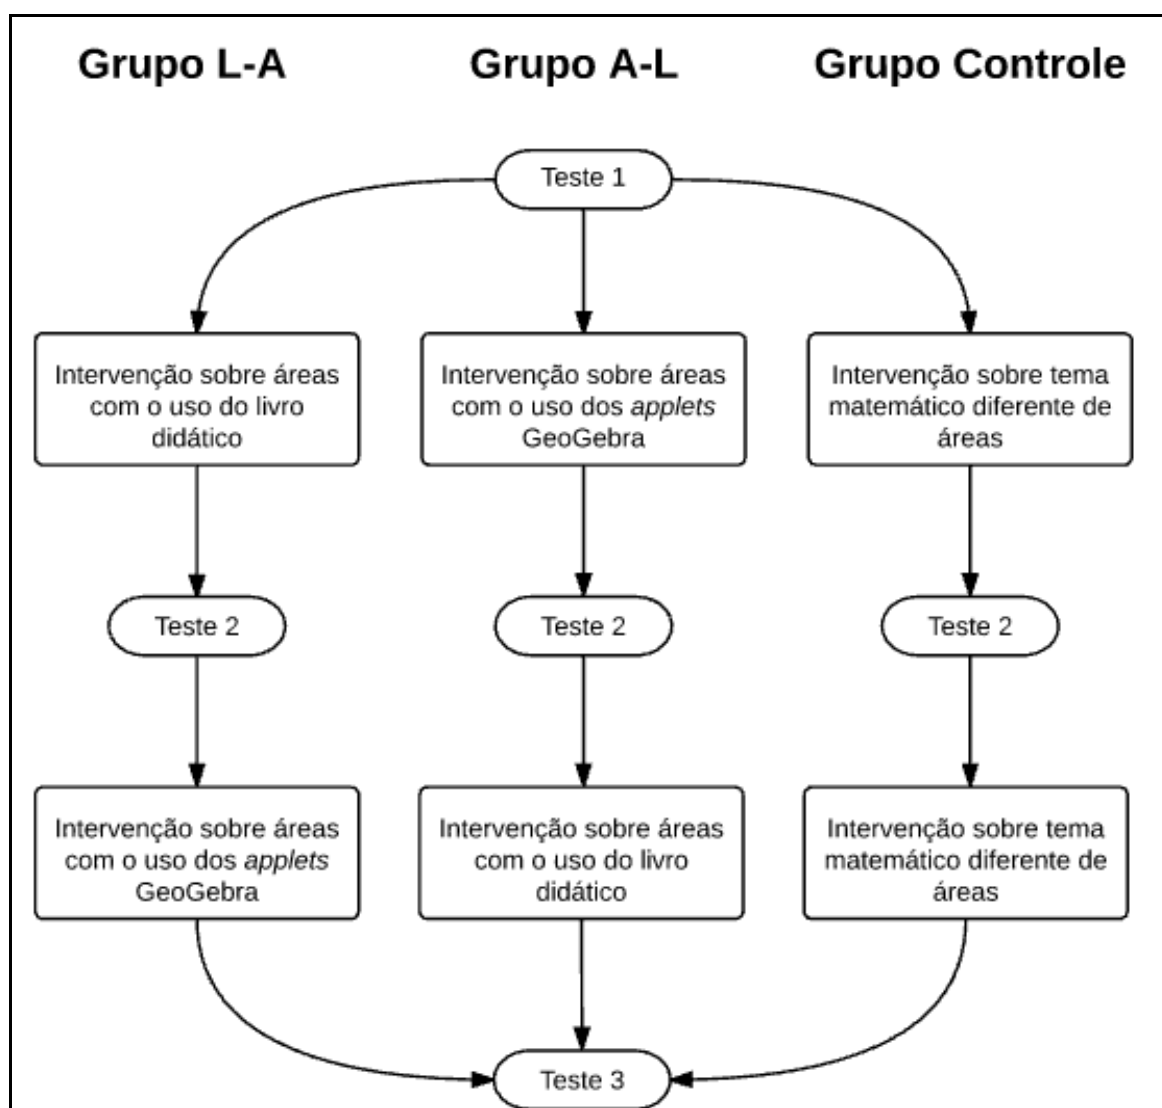 Grupo L-A
Grupo A-L
Grupo Controle
Teste 1
Intervenção sobre áreas
com o uso do livro
didático
Intervenção sobre áreas
com o uso dos applets
GeoGebra
Intervenção sobre tema
matemático diferente de
áreas
Teste 2
Teste 2
Teste 2
Intervenção sobre áreas
com o uso dos applets
GeoGebra
Intervenção sobre áreas
com o uso do livro
didático
Intervenção sobre tema
matemático diferente de
áreas
Teste 3